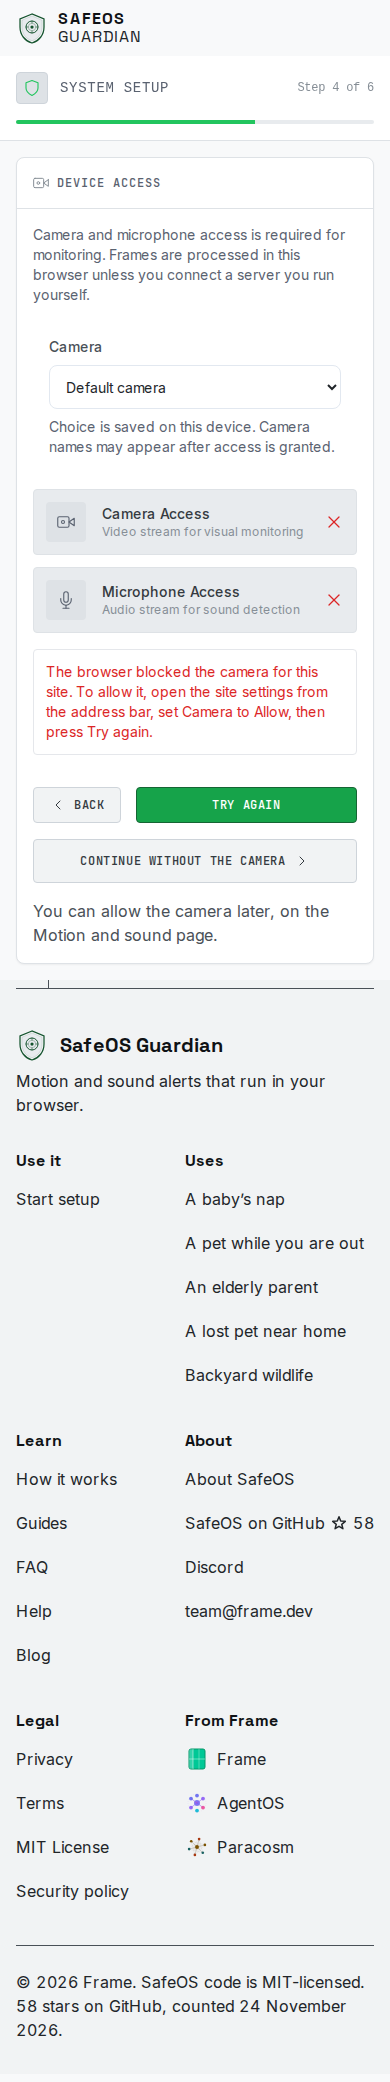 SAFEOS
GUARDIAN
SYSTEM SETUP
Step 4 of 6
DEVICE ACCESS
Camera and microphone access is required for
monitoring. Frames are processed in this
browser unless you connect a server you run
yourself.
Camera
Default camera
Choice is saved on this device. Camera
names may appear after access is granted.
Camera Access
Video stream for visual monitoring
Microphone Access
Audio stream for sound detection
The browser blocked the camera for this
site. To allow it, open the site settings from
the address bar, set Camera to Allow, then
press Try again.
BACK
TRY AGAIN
CONTINUE WITHOUT THE CAMERA
You can allow the camera later, on the
Motion and sound page.
SafeOS Guardian
Motion and sound alerts that run in your
browser.
Use it
Start setup
Uses
A baby’s nap
A pet while you are out
An elderly parent
A lost pet near home
Backyard wildlife
Learn
How it works
Guides
FAQ
Help
Blog
About
About SafeOS
SafeOS on GitHub ☆ 58
Discord
team@frame.dev
Legal
Privacy
Terms
MIT License
Security policy
From Frame
Frame
AgentOS
Paracosm
© 2026 Frame. SafeOS code is MIT-licensed.
58 stars on GitHub, counted 24 November
2026.